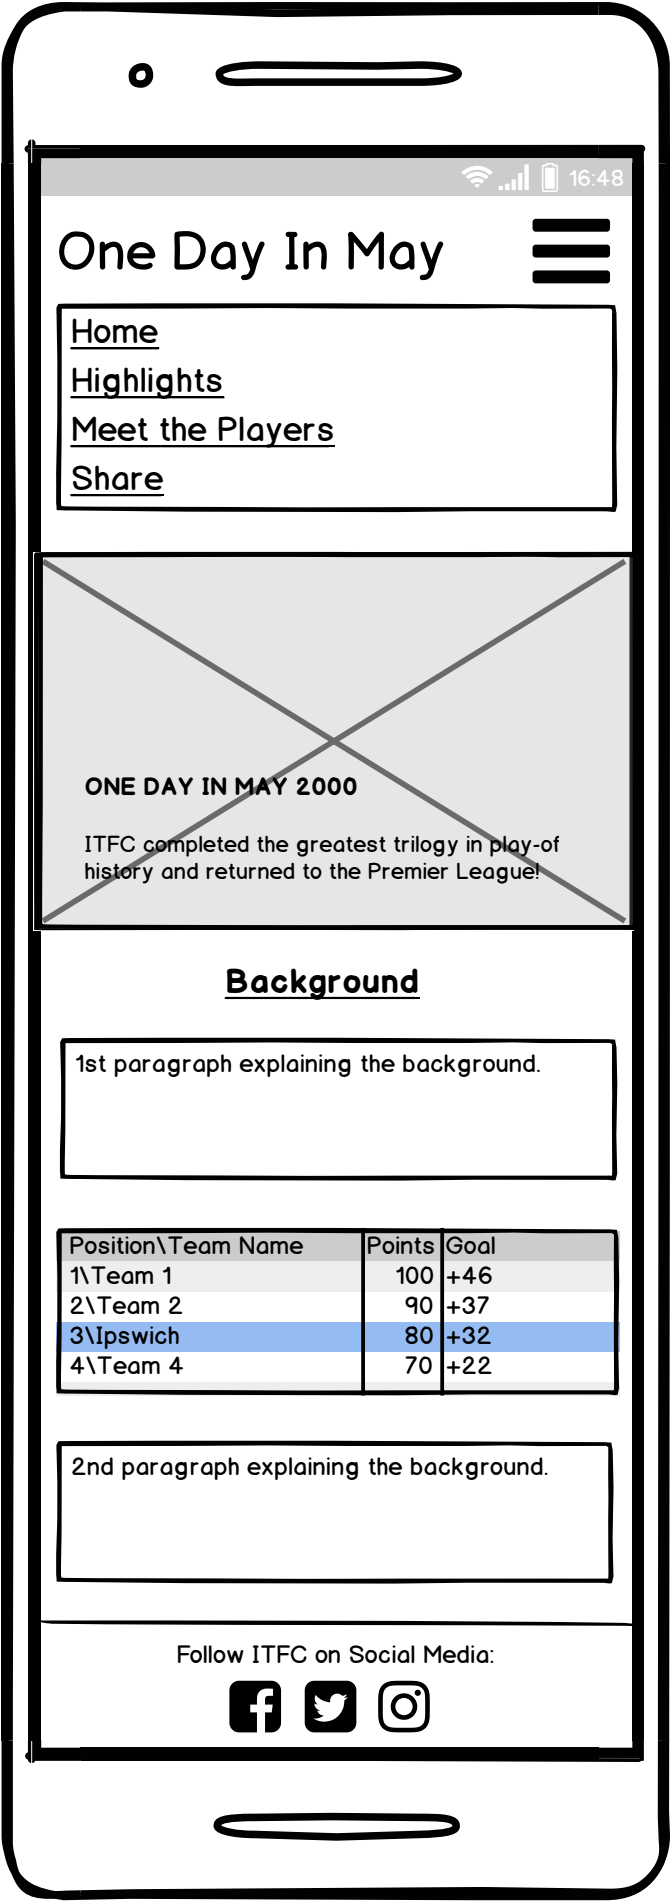 16:48
One Day In May
Home
Highlights
Meet the Players
Share
ONE DAY IN MAY 2000
ITFC completed the greatest trilogy in play-of
history and returned to the Premier League!
Background
1st paragraph explaining the background.
Position\Team Name Points Goal
1\Team 1 100 +46
2\Team 2 90 +37
3\Ipswich 80 +32
4\Team 4 70 +22
2nd paragraph explaining the background.
Follow ITFC on Social Media: